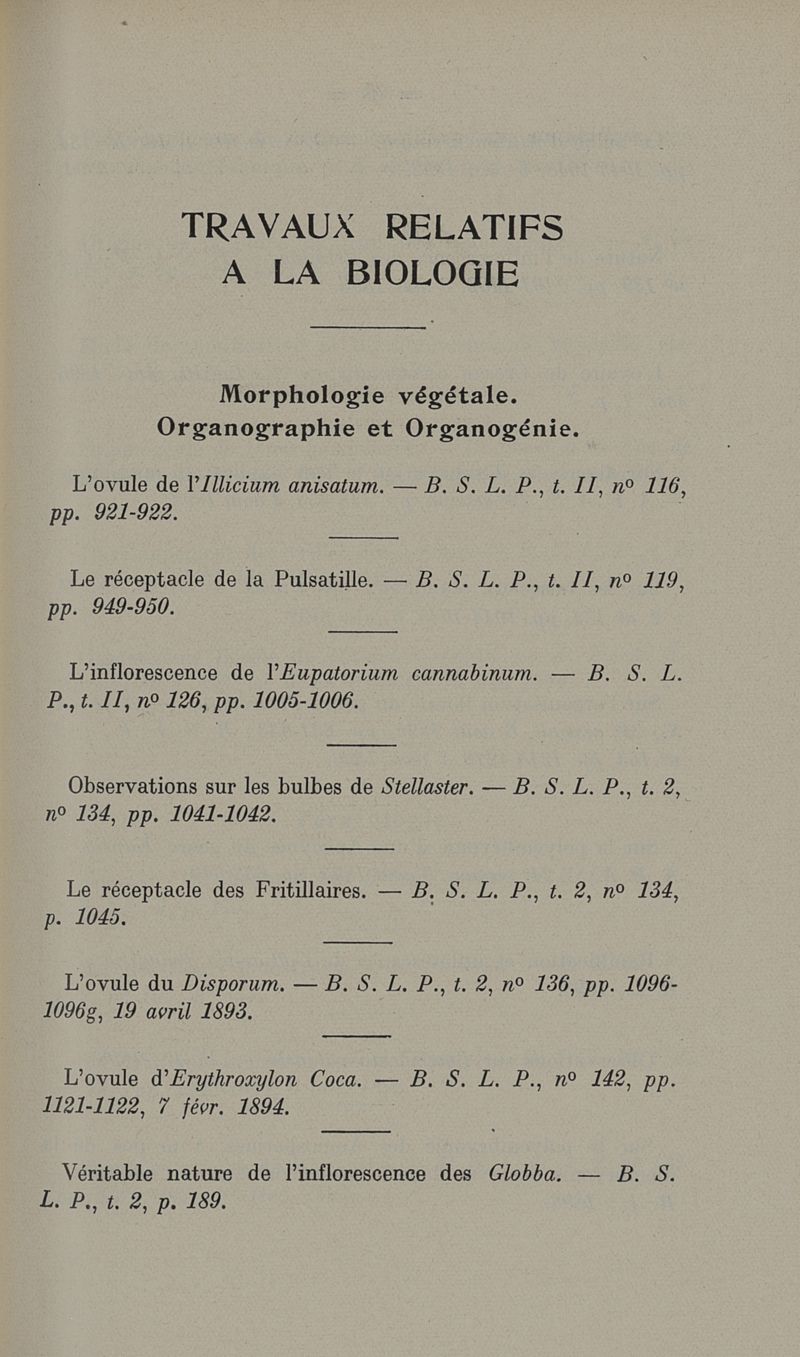 TRAVAUX RELATIFS
A LA BIOLOGIE
Morphologie végétale.
Organographie et Organogénie.
L'ovule de l'Illicium anisatum. — B. S. L. P., t. II, nº 116,
pp. 921-922.
Le réceptacle de la Pulsatille. — B. S. L. P., t. II, nº 119,
pp. 949-950.
L'inflorescence de l'Eupatorium cannabinum. — B. S. L.
P., t. II, nº 126, pp. 1005-1006.
Observations sur les bulbes de Stellaster. — B. S. L. P., t. 2,
nº 134, pp. 1041-1042.
Le réceptacle des Fritillaires. — B. S. L. P., t. 2, nº 134,
p. 1045.
L'ovule du Disporum. — B. S. L. P., t. 2, nº 136, pp. 1096-
1096g, 19 avril 1893.
L'ovule d'Erythroxylon Coca. — B. S. L. P., nº 142, pp.
1121-1122, 7 févr. 1894.
Véritable nature de l'inflorescence des Globba. — B. S.
L. P., t. 2, p. 189.